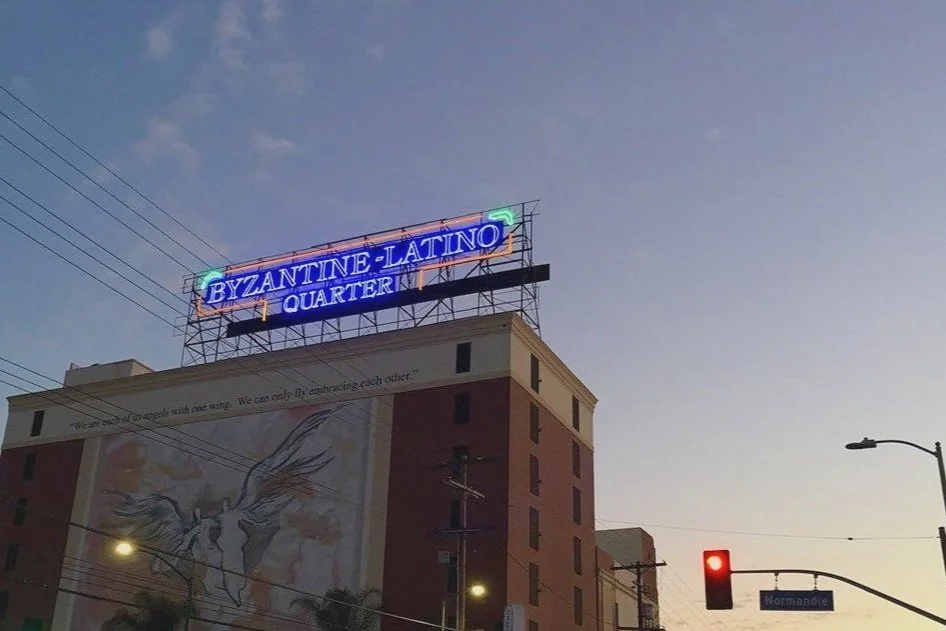 BYZANTINE-LATINO
QUARTER
"We are each of us angels with one wing. We can only fly embracing each other."
Normandie